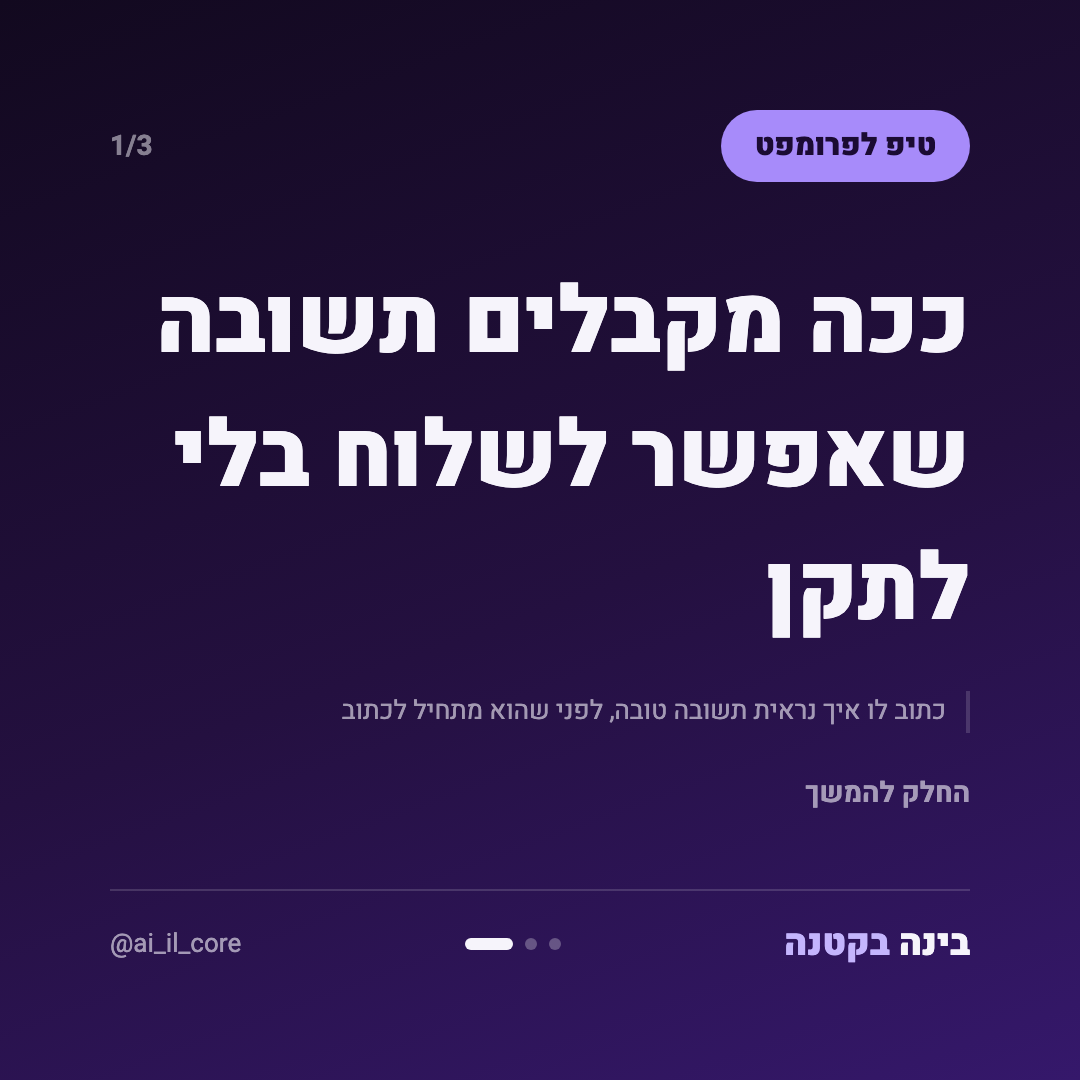 טיפ לפרומפט
1/3
ככה מקבלים תשובה
שאפשר לשלוח בלי
לתקן
כתוב לו איך נראית תשובה טובה, לפני שהוא מתחיל לכתוב
החלק להמשך
בינה בקטנה
@ai_il_core